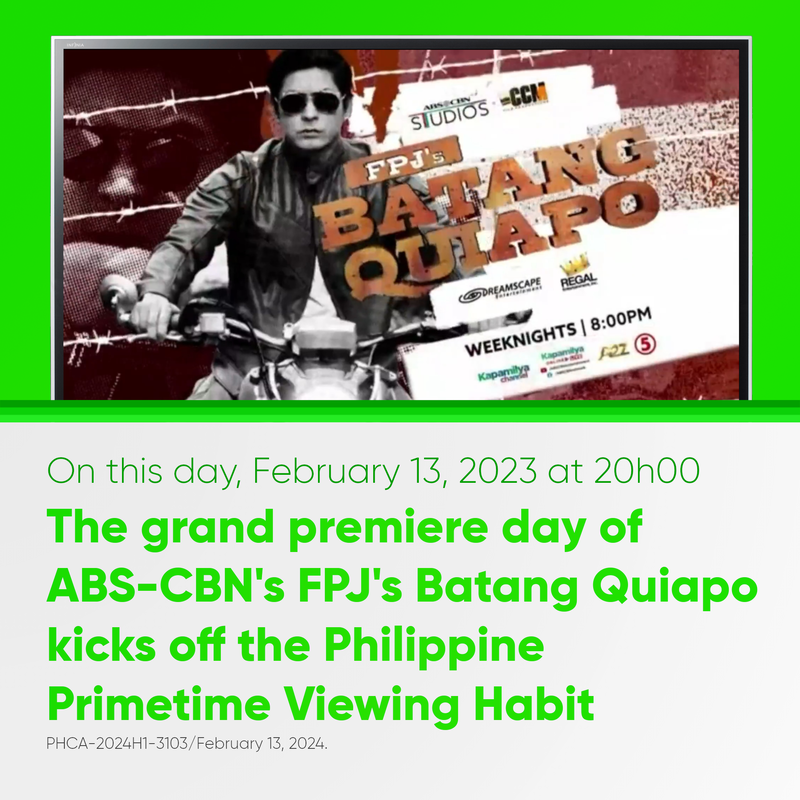 ABS-CBN
STUDIOS
CCM
FPJ's
BATANG
QUIAPO
DREAMSCAPE
Entertainment
REGAL
Entertainment, Inc.
WEEKNIGHTS | 8:00PM
Kapamilya
channel
Kapamilya
A2Z
5
On this day, February 13, 2023 at 20h00
The grand premiere day of
ABS-CBN's FPJ's Batang Quiapo
kicks off the Philippine
Primetime Viewing Habit
PHCA-2024H1-3103/February 13, 2024.